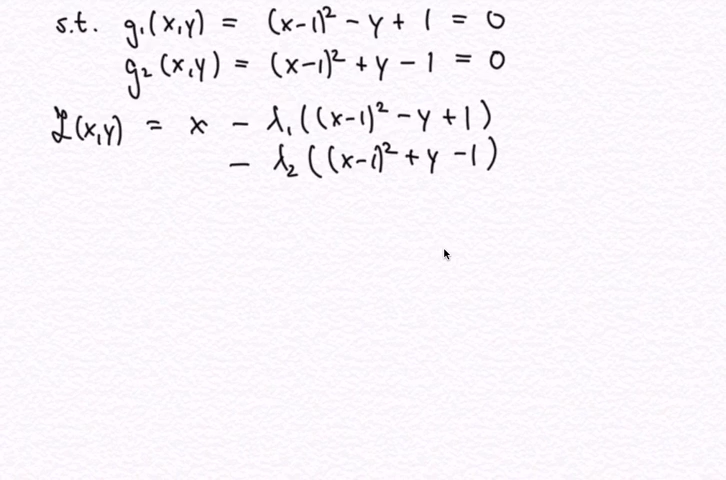 s.t. g₁(x,y) = (x-1)² - y + 1 = 0
g₂(x,y) = (x-1)² + y - 1 = 0
ℒ(x,y) = x - λ₁((x-1)² - y + 1)
- λ₂((x-1)² + y - 1)